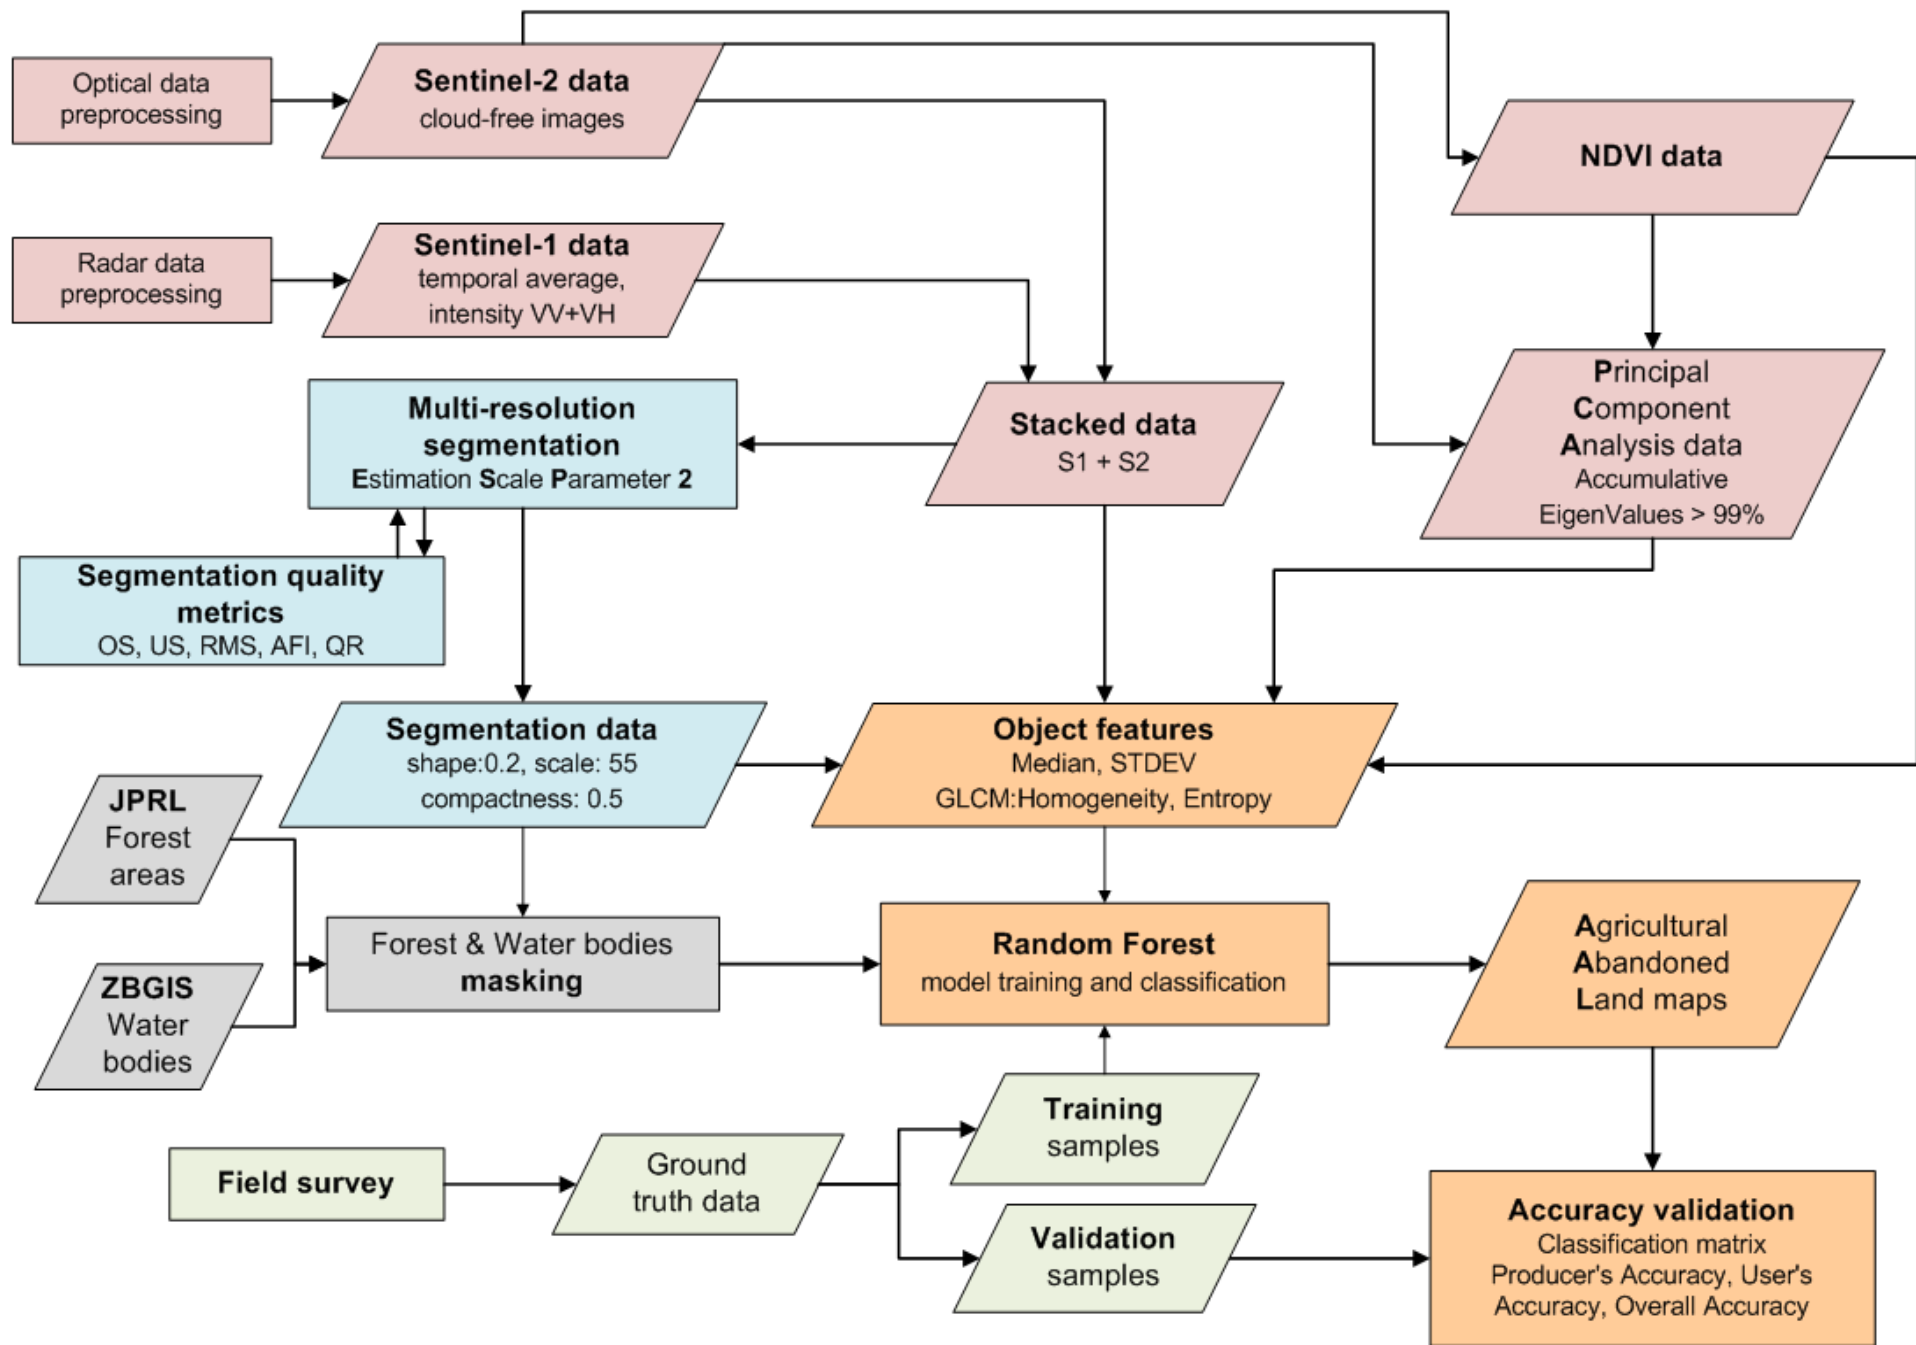 Optical data
preprocessing
Sentinel-2 data
cloud-free images
NDVI data
Radar data
preprocessing
Sentinel-1 data
temporal average,
intensity VV+VH
Multi-resolution
segmentation
Estimation Scale Parameter 2
Stacked data
S1 + S2
Principal
Component
Analysis data
Accumulative
EigenValues > 99%
Segmentation quality
metrics
OS, US, RMS, AFI, QR
Segmentation data
shape:0.2, scale: 55
compactness: 0.5
Object features
Median, STDEV
GLCM:Homogeneity, Entropy
JPRL
Forest
areas
ZBGIS
Water
bodies
Forest & Water bodies
masking
Random Forest
model training and classification
Agricultural
Abandoned
Land maps
Training
samples
Field survey
Ground
truth data
Validation
samples
Accuracy validation
Classification matrix
Producer's Accuracy, User's
Accuracy, Overall Accuracy